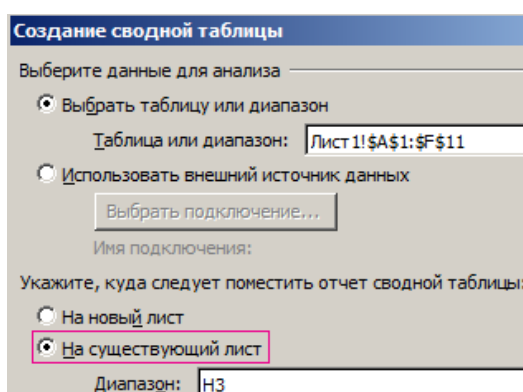 Создание сводной таблицы
Выберите данные для анализа
Выбрать таблицу или диапазон
Таблица или диапазон: Лист1!$A$1:$F$11
Использовать внешний источник данных
Выбрать подключение...
Имя подключения:
Укажите, куда следует поместить отчет сводной таблицы:
На новый лист
На существующий лист
Диапазон: H3